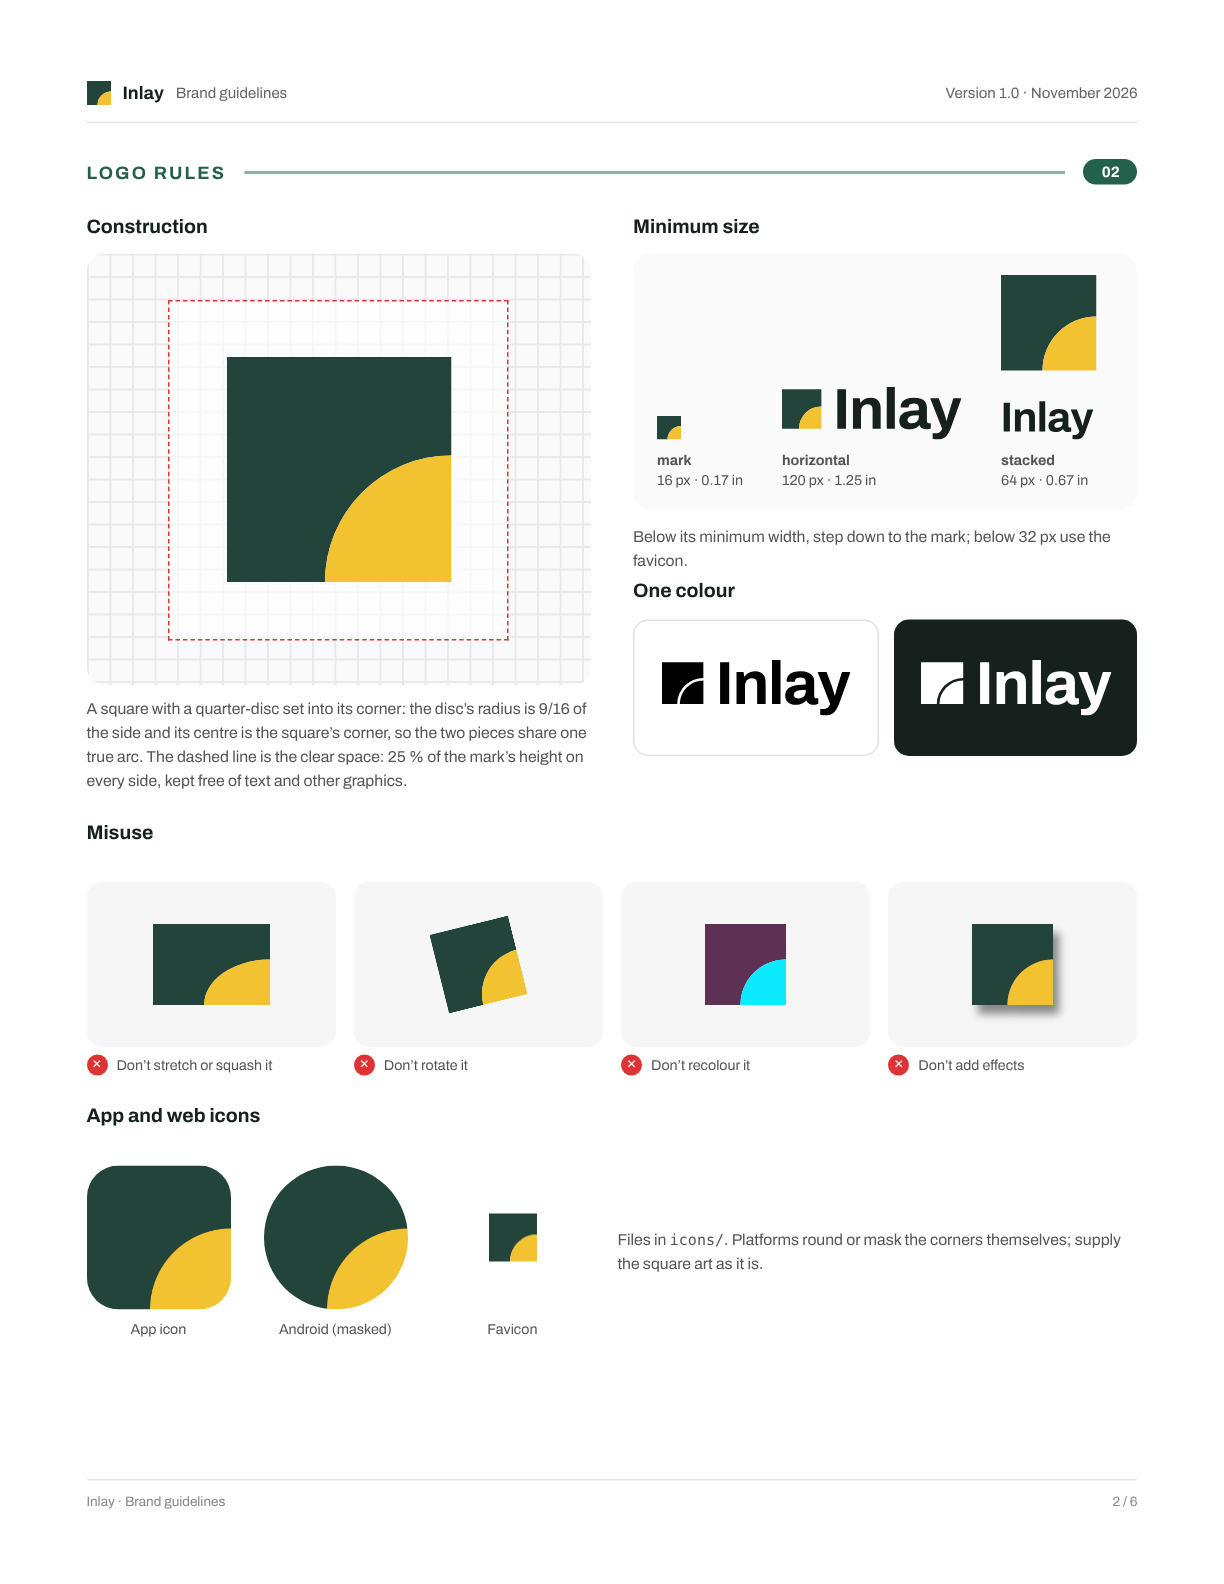 Inlay Brand guidelines
Version 1.0 · November 2026
LOGO RULES
02
Construction
A square with a quarter-disc set into its corner: the disc’s radius is 9/16 of
the side and its centre is the square’s corner, so the two pieces share one
true arc. The dashed line is the clear space: 25 % of the mark’s height on
every side, kept free of text and other graphics.
Minimum size
Inlay
Inlay
mark
16 px · 0.17 in
horizontal
120 px · 1.25 in
stacked
64 px · 0.67 in
Below its minimum width, step down to the mark; below 32 px use the
favicon.
One colour
Inlay
Inlay
Misuse
Don’t stretch or squash it
Don’t rotate it
Don’t recolour it
Don’t add effects
App and web icons
App icon
Android (masked)
Favicon
Files in icons/. Platforms round or mask the corners themselves; supply
the square art as it is.
Inlay · Brand guidelines
2 / 6